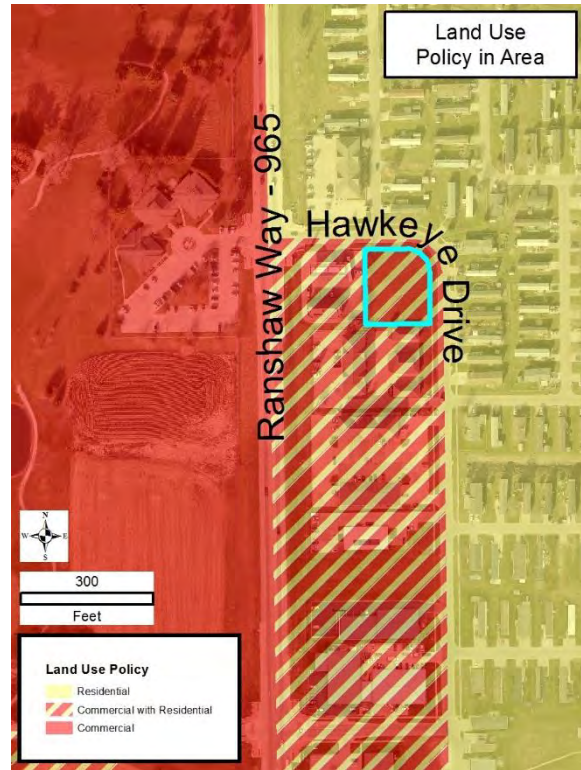 Land Use
Policy in Area
Ranshaw Way - 965
Hawkeye Drive
N
W
E
S
300
Feet
Land Use Policy
Residential
Commercial with Residential
Commercial